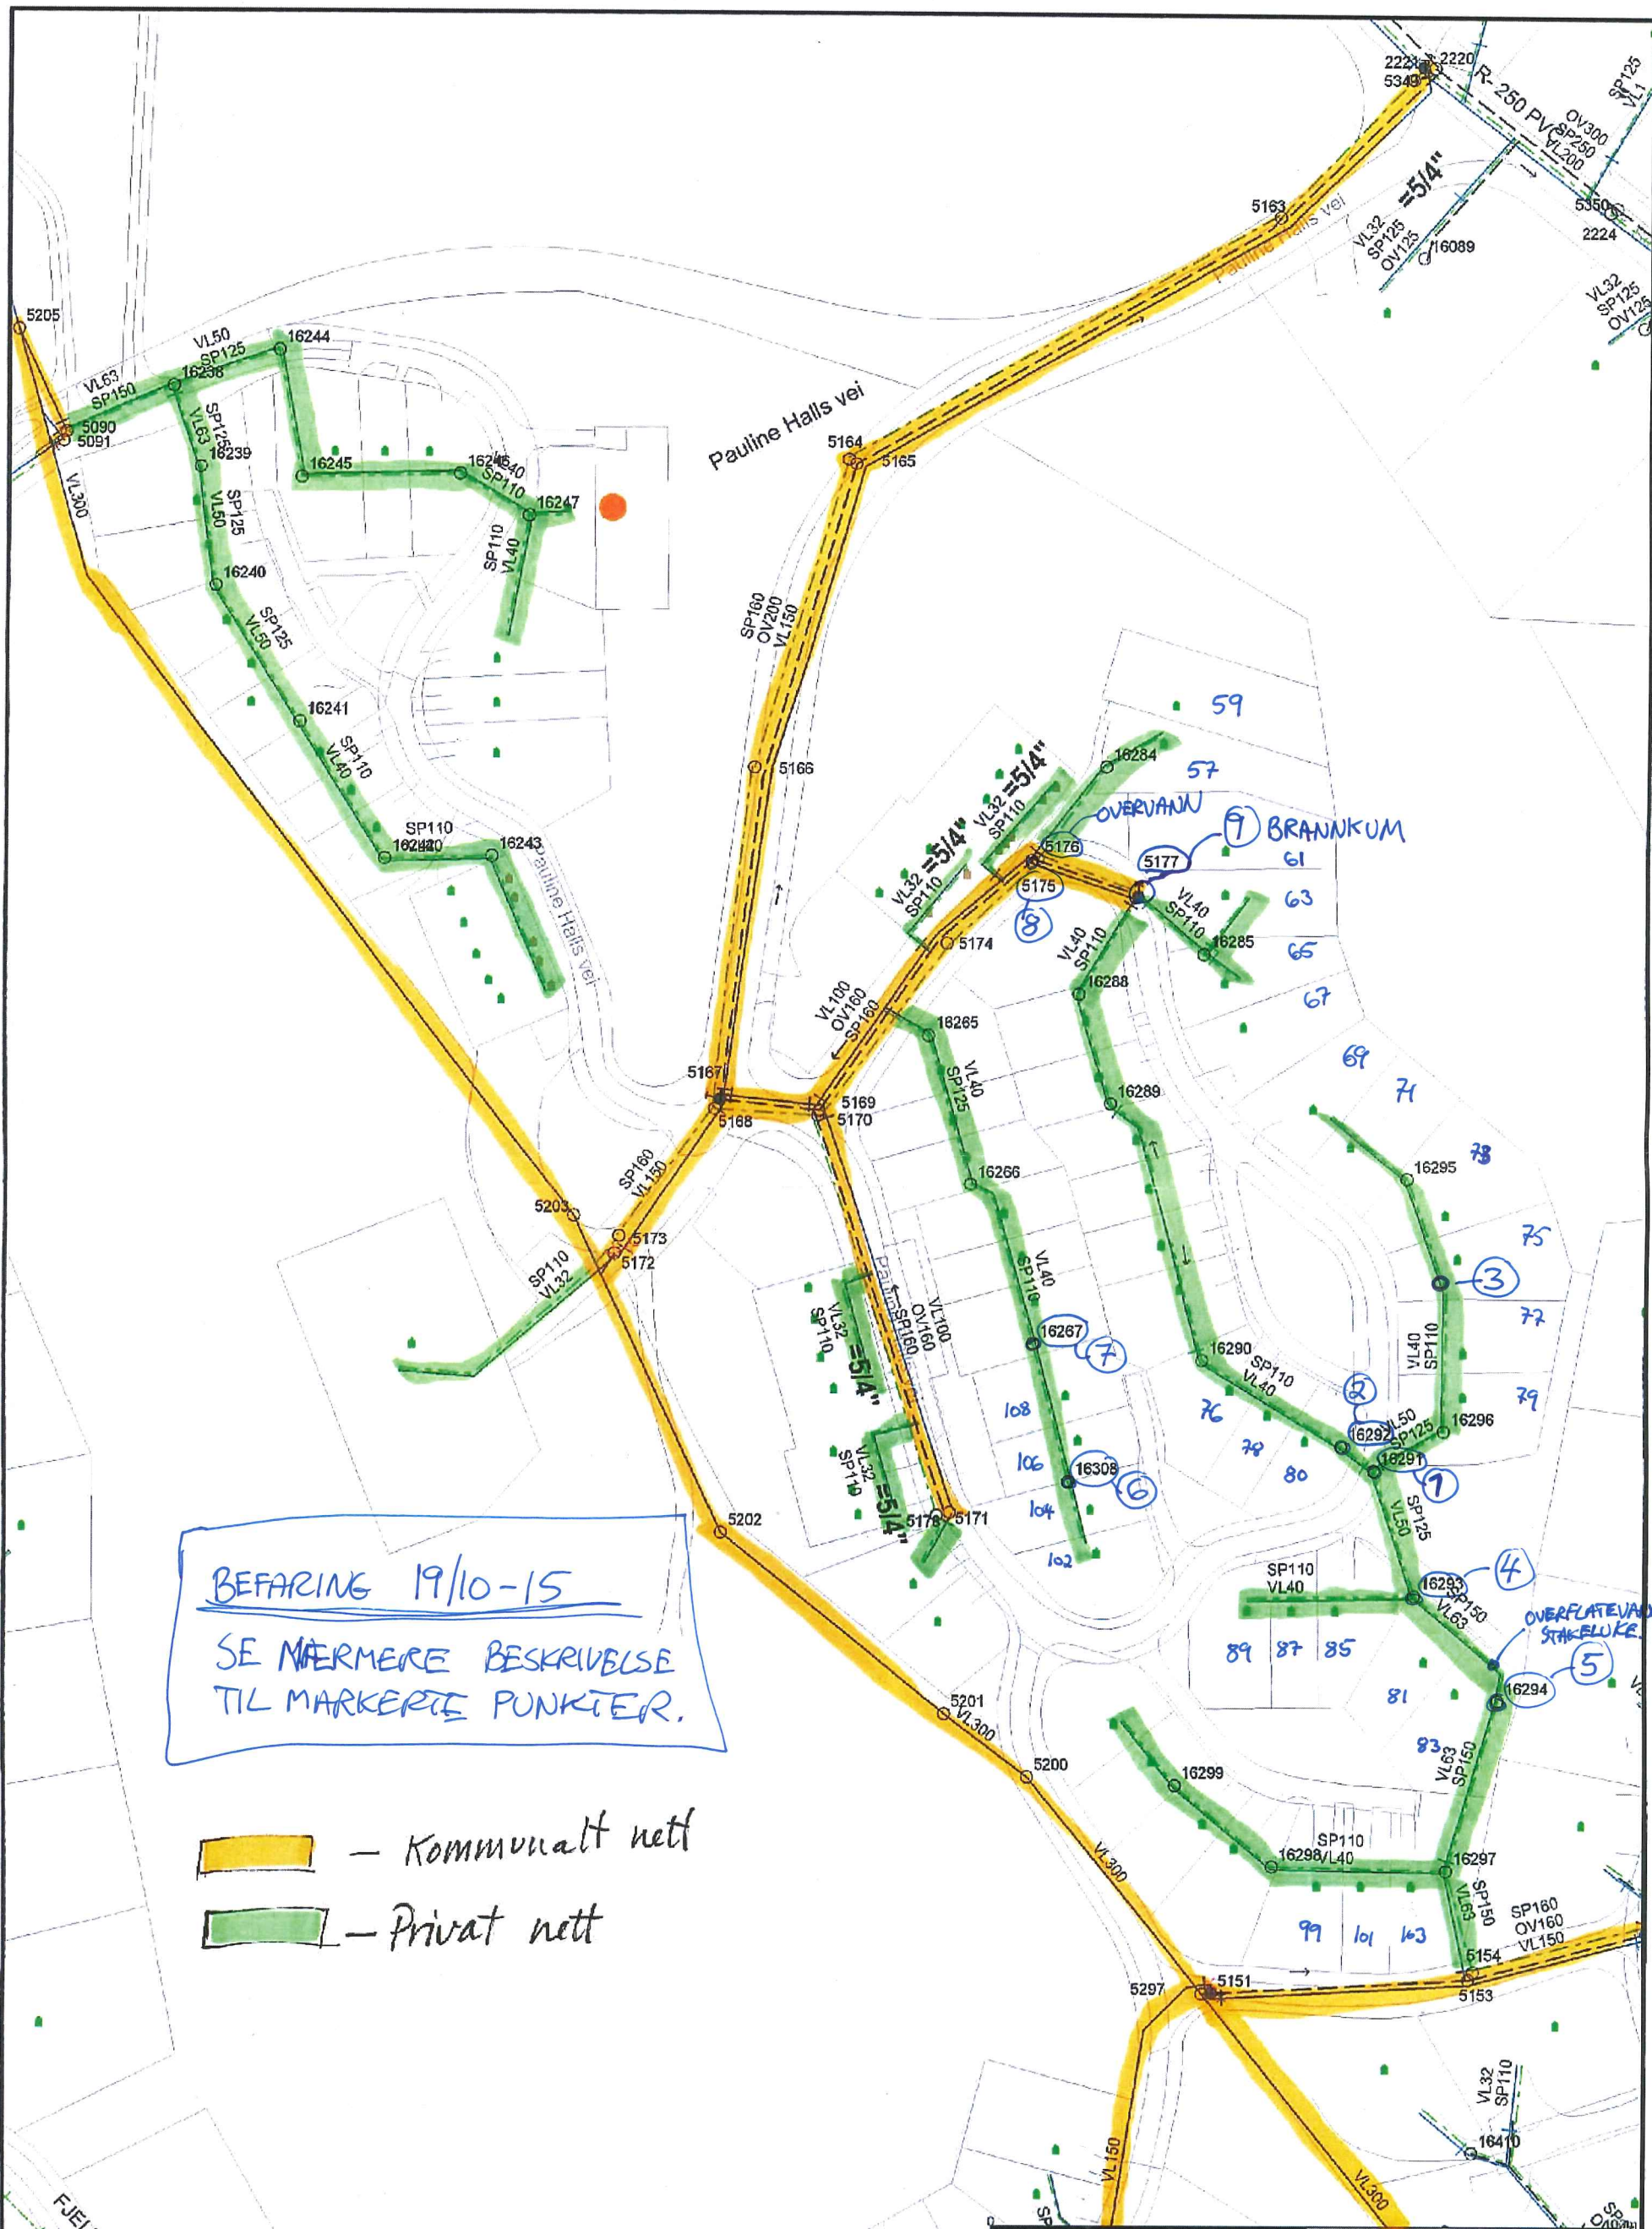 2220
5349
R- 250 PVC
OV300
SP250
VL200
SP125
VL1
=5/4"
5163
VL32
SP125
OV125
16089
5350
2224
VL32
SP125
OV125
Pauline Halls vei
5205
VL50
SP125
16244
16238
VL63
SP150
5090
5091
SP125
VL63
16239
VL300
SP125
VL50
16245
SP110
16247
SP110
VL40
Pauline Halls vei
5164
5165
16240
SP125
VL50
SP160
OV200
VL150
16241
SP110
VL40
5166
SP110
16243
Pauline Halls vei
59
16284
57
VL32 =5/4"
SP110
OVERVANN
9 BRANNKUM
VL32 =5/4"
SP110
5176
5177
61
5175
8
63
VL40
SP110
16285
65
5174
VL40
SP110
16288
67
VL100
OV160
SP160
16265
69
71
VL40
SP125
5167
5169
5170
5168
16289
SP160
VL150
16266
16295
5203
75
5173
5172
SP110
VL32
VL40
SP110
3
VL32 =5/4"
SP110
VL100
OV160
SP160
77
16267
7
VL40
SP110
16290
SP110
VL40
2
79
108
76
VL50
SP125
16296
16292
78
16291
1
106
80
VL32 =5/4"
SP110
16308
6
104
SP125
VL50
5171
5202
102
BEFARING 19/10-15
SE NÆRMERE BESKRIVELSE
TIL MARKERTE PUNKTER.
SP110
VL40
16293
4
SP150
VL63
OVERFLATEVANN
STAKELUKE.
89
87
85
5
16294
81
5201
VL300
83
VL63
SP150
5200
16299
— Kommunalt nett
— Privat nett
VL300
SP110
VL40
16298
16297
VL63
SP150
99
101
103
SP160
OV160
VL150
5154
5297
5151
5153
VL32
SP110
16410
VL150
VL300
FJEL
SP
0